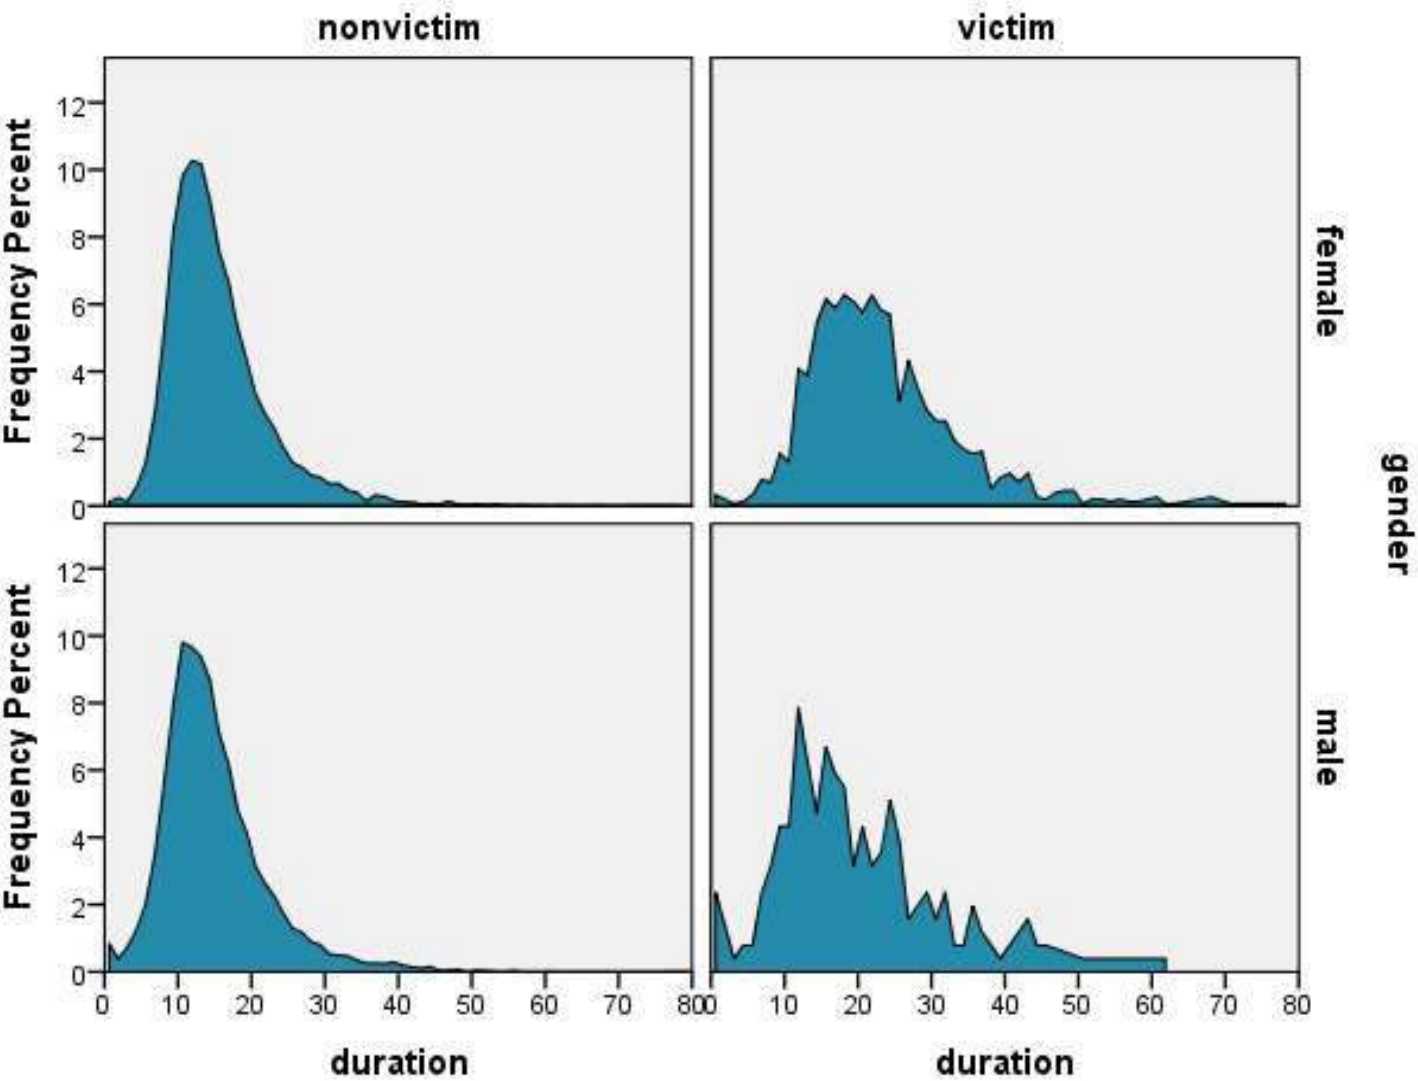 nonvictim victim
12
10
8
6
4
2
0
Frequency Percent
female
gender
12
10
8
6
4
2
0
Frequency Percent
male
0 10 20 30 40 50 60 70 80 0 10 20 30 40 50 60 70 80
duration duration